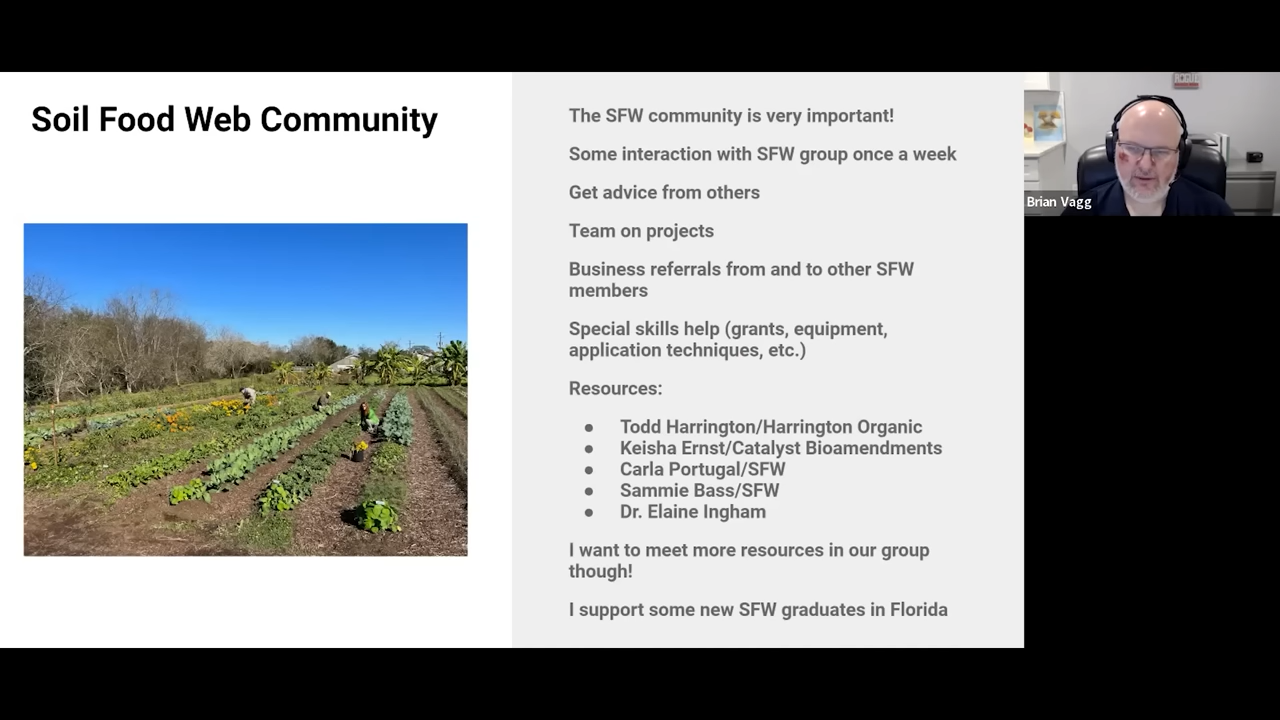 Soil Food Web Community
The SFW community is very important!
Some interaction with SFW group once a week
Get advice from others
Team on projects
Business referrals from and to other SFW
members
Special skills help (grants, equipment,
application techniques, etc.)
Resources:
● Todd Harrington/Harrington Organic
● Keisha Ernst/Catalyst Bioamendments
● Carla Portugal/SFW
● Sammie Bass/SFW
● Dr. Elaine Ingham
I want to meet more resources in our group
though!
I support some new SFW graduates in Florida
Brian Vagg